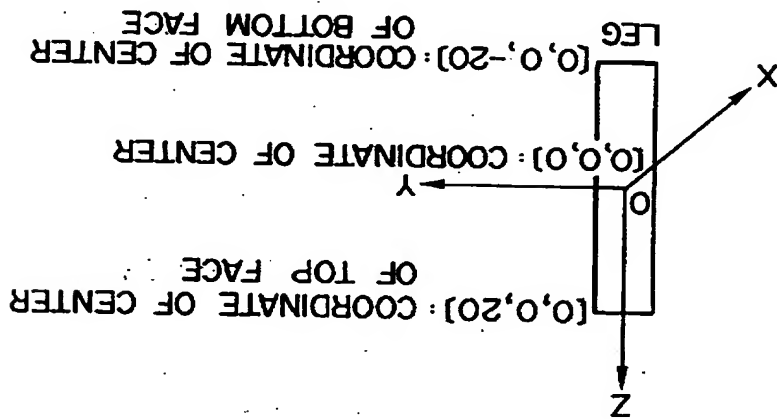 Z
[0,0,20]: COORDINATE OF CENTER
OF TOP FACE
O
Y
[0,0,0]: COORDINATE OF CENTER
X
[0,0,-20]: COORDINATE OF CENTER
OF BOTTOM FACE
LEG